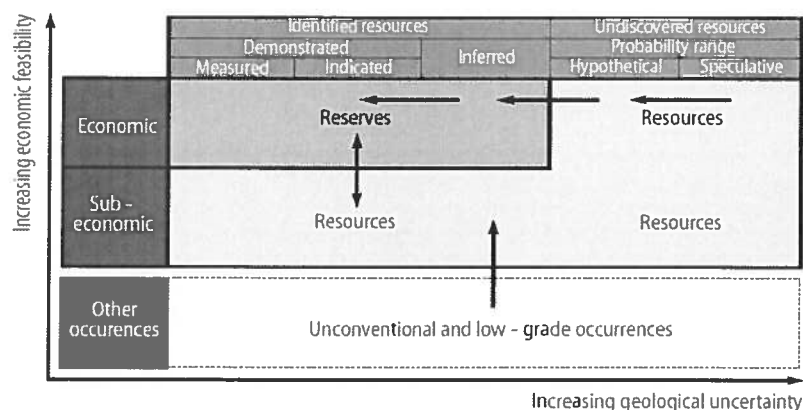 Increasing economic feasibility
Identified resources
Undiscovered resources
Demonstrated
Inferred
Probability range
Measured
Indicated
Hypothetical
Speculative
Economic
Reserves
Resources
Sub -
economic
Resources
Resources
Other
occurences
Unconventional and low - grade occurrences
Increasing geological uncertainty